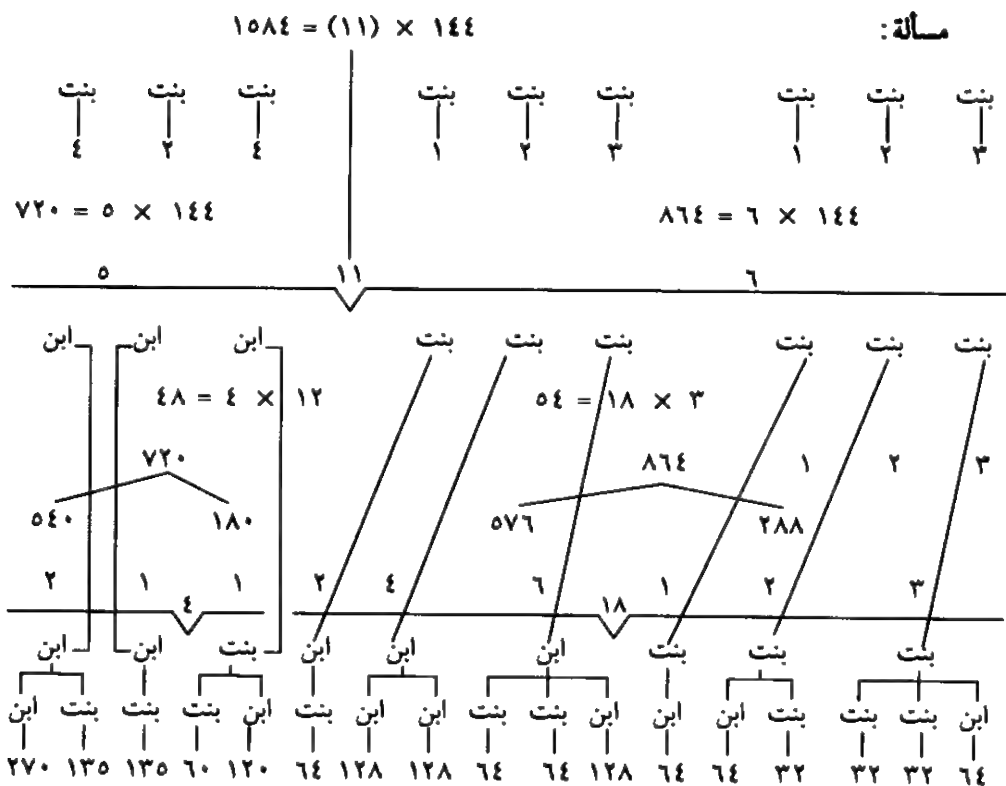 مسألة:
١٤٤ × (١١) = ١٥٨٤
بنت بنت بنت بنت بنت بنت بنت بنت بنت
٣ ٢ ١ ٣ ٢ ١ ٤ ٢ ٤
١٤٤ × ٦ = ٨٦٤ ١٤٤ × ٥ = ٧٢٠
٦ ١١ ٥
بنت بنت بنت بنت بنت بنت ابن ابن ابن
٣ × ١٨ = ٥٤ ١٢ × ٤ = ٤٨
٣ ٢ ١ ٨٦٤ ٧٢٠
٢٨٨ ٥٧٦ ١٨٠ ٥٤٠
٣ ٢ ١ ٦ ٤ ٢ ١ ١ ٢
١٨ ٤
بنت بنت بنت ابن ابن ابن بنت ابن ابن
ابن بنت بنت بنت ابن ابن ابن بنت بنت ابن ابن بنت ابن بنت بنت بنت ابن
٦٤ ٣٢ ٣٢ ٣٢ ٦٤ ٦٤ ١٢٨ ٦٤ ٦٤ ١٢٨ ١٢٨ ٦٤ ١٢٠ ٦٠ ١٣٥ ١٣٥ ٢٧٠